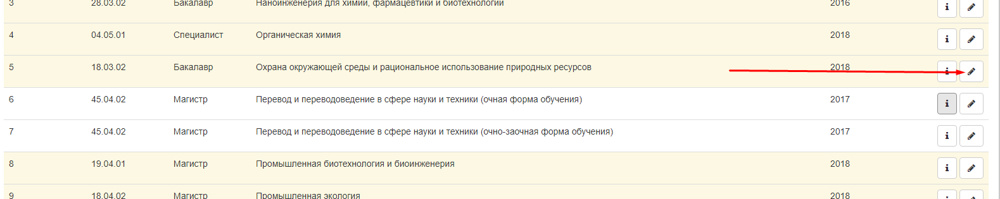 3 28.03.02 Бакалавр Наноинженерия для химии, фармацевтики и биотехнологии 2016
4 04.05.01 Специалист Органическая химия 2018
5 18.03.02 Бакалавр Охрана окружающей среды и рациональное использование природных ресурсов 2018
6 45.04.02 Магистр Перевод и переводоведение в сфере науки и техники (очная форма обучения) 2017
7 45.04.02 Магистр Перевод и переводоведение в сфере науки и техники (очно-заочная форма обучения) 2017
8 19.04.01 Магистр Промышленная биотехнология и биоинженерия 2018
9 18.04.02 Магистр Промышленная экология 2018